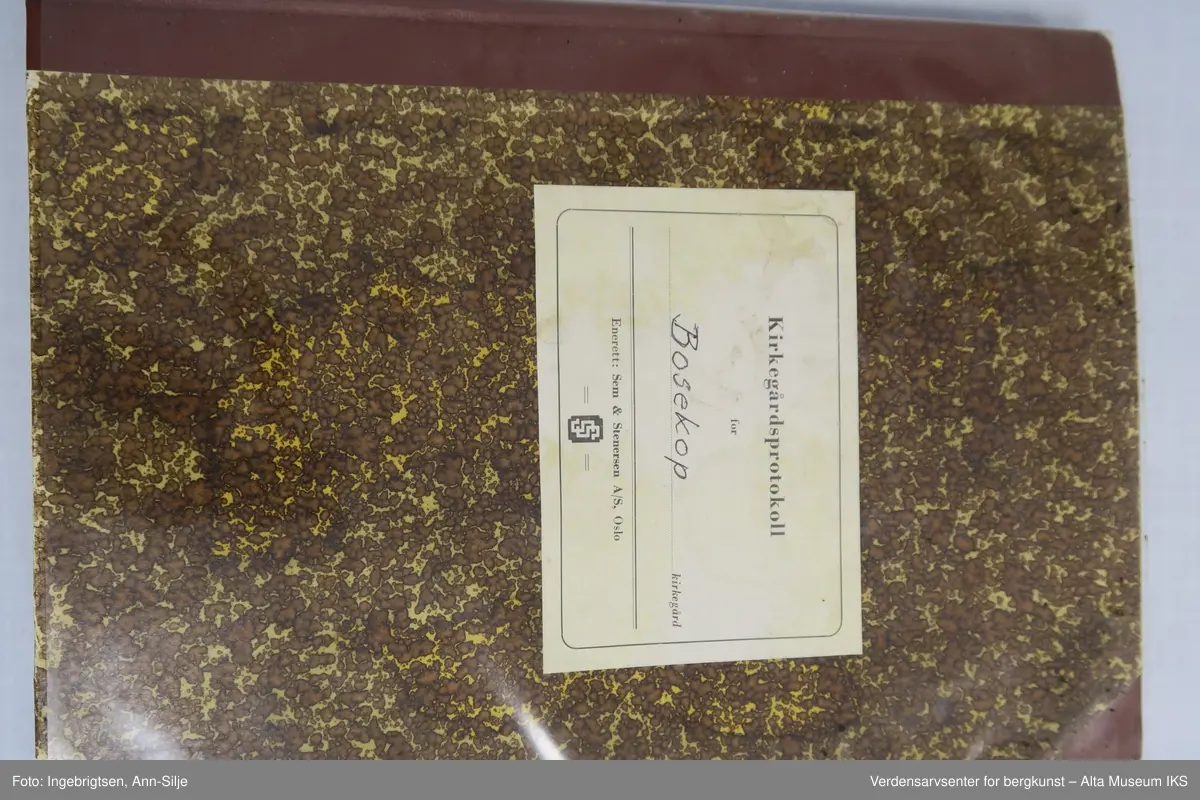 Kirkegårdsprotokoll
for
Bosekop kirkegård
Enerett: Sem & Stenersen A/S, Oslo
Foto: Ingebrigtsen, Ann-Silje
Verdensarvsenter for bergkunst – Alta Museum IKS